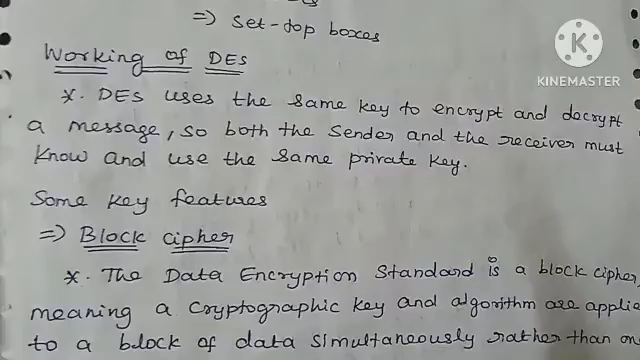 => Set-top boxes
Working of DES
*. DES uses the same key to encrypt and decrypt
a message, so both the sender and the receiver must
know and use the same private key.
Some key features
=> Block cipher
*. The Data Encryption Standard is a block cipher,
meaning a cryptographic key and algorithm are applie
to a block of data simultaneously rather than on
K
KINEMASTER